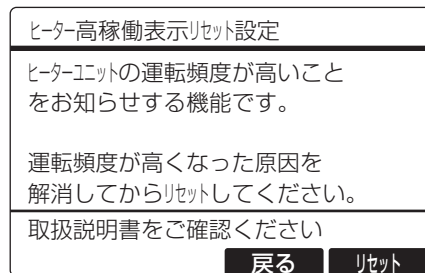 ﾋｰﾀｰ高稼働表示ﾘｾｯﾄ設定
ﾋｰﾀｰﾕﾆｯﾄの運転頻度が高いこと
をお知らせする機能です。
運転頻度が高くなった原因を
解消してからﾘｾｯﾄしてください。
取扱説明書をご確認ください
戻る ﾘｾｯﾄ